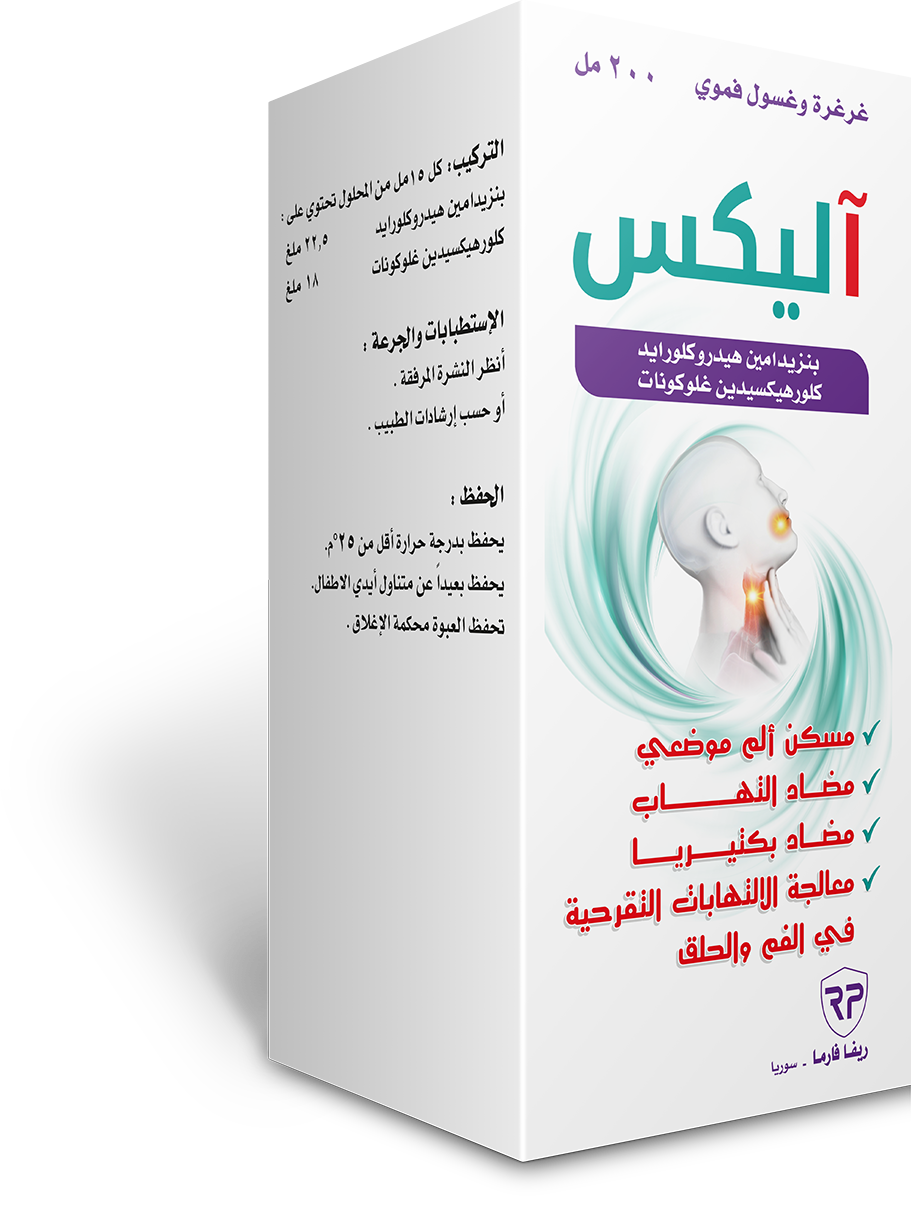 غرغرة وغسول فموي ٢٠٠ مل
آليكس
بنزيدامين هيدروكلورايد
كلورهيكسيدين غلوكونات
مسكن ألم موضعي
مضاد التهاب
مضاد بكتيريا
معالجة الالتهابات التقرحية
في الفم والحلق
RP
ريفا فارما - سوريا
التركيب: كل ١٥ مل من المحلول تحتوي على :
بنزيدامين هيدروكلورايد ٢٢,٥ ملغ
كلورهيكسيدين غلوكونات ١٨ ملغ
الإستطبابات والجرعة :
أنظر النشرة المرفقة .
أو حسب إرشادات الطبيب .
الحفظ :
يحفظ بدرجة حرارة أقل من ٢٥°م.
يحفظ بعيداً عن متناول أيدي الاطفال.
تحفظ العبوة محكمة الإغلاق .